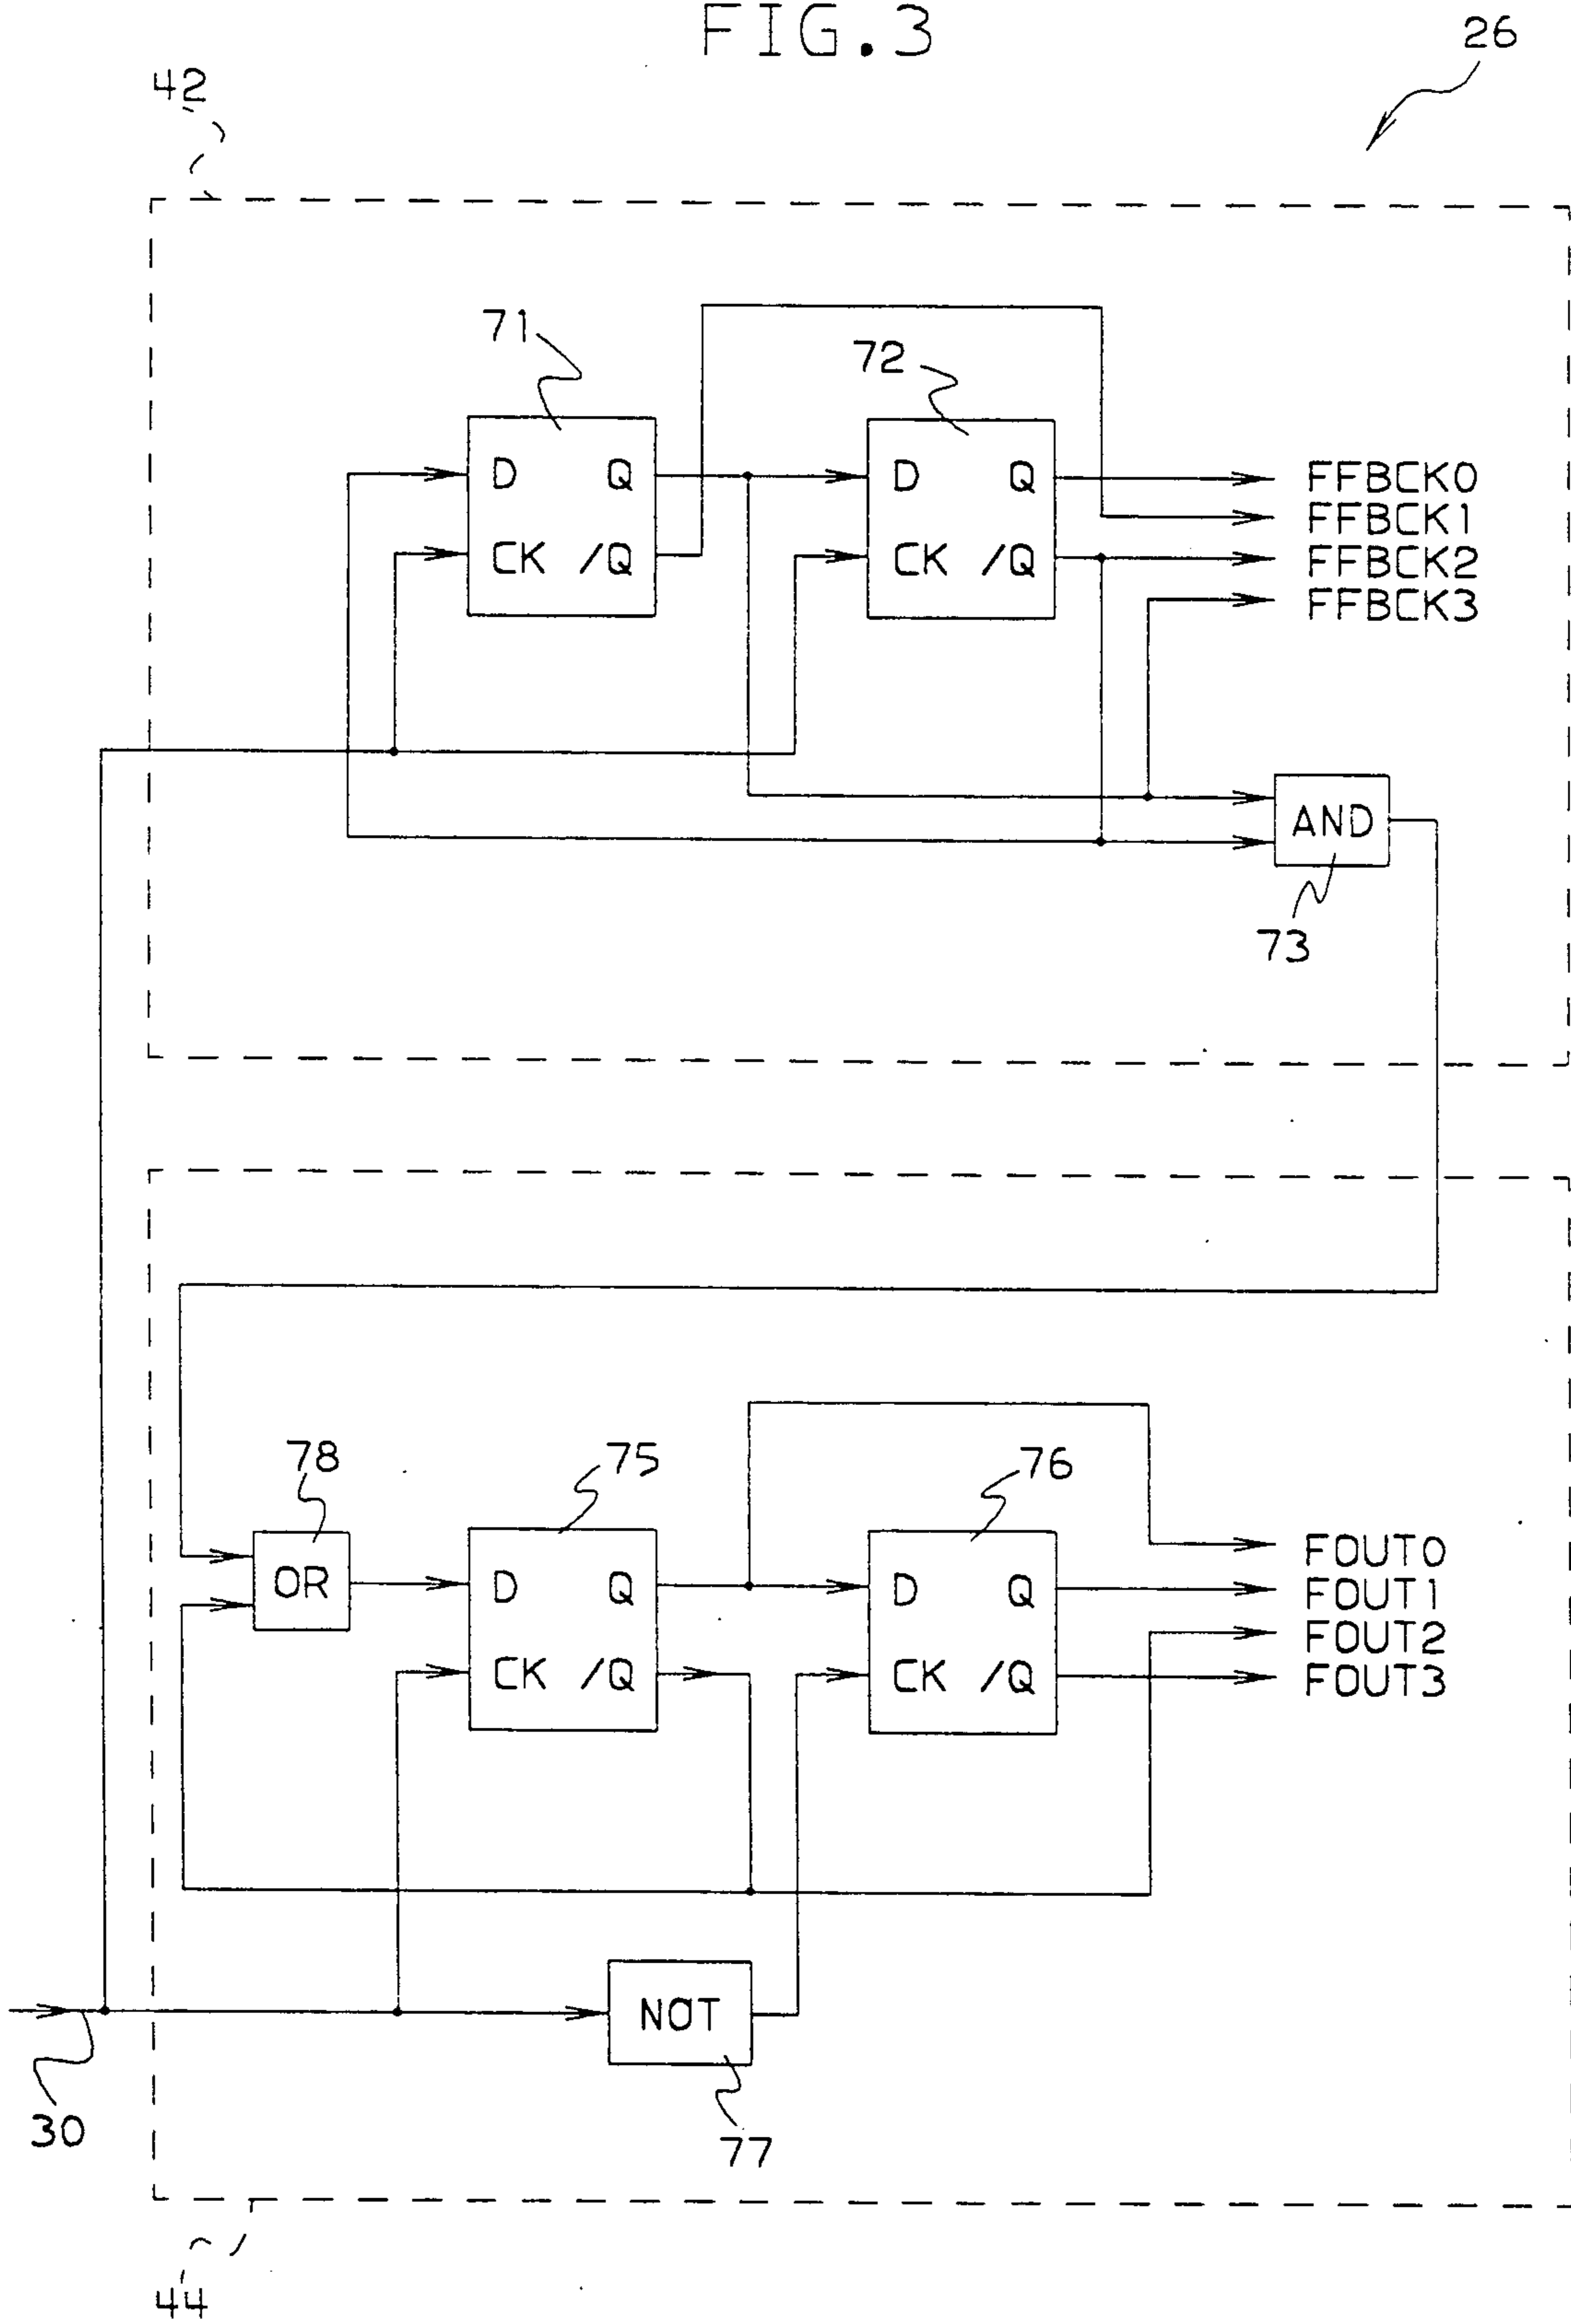 FIG.3
26
42
71
72
D Q
D Q
FFBCK0
FFBCK1
CK /Q
CK /Q
FFBCK2
FFBCK3
AND
73
78
75
76
OR
D Q
D Q
FOUT0
FOUT1
FOUT2
CK /Q
CK /Q
FOUT3
NOT
30
77
44